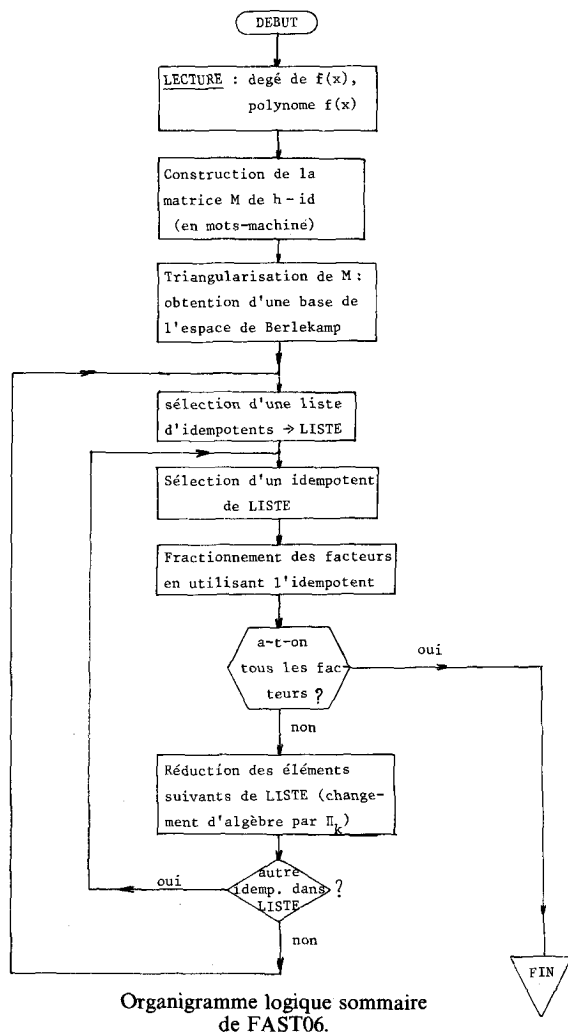 DEBUT
LECTURE : degé de f(x),
polynome f(x)
Construction de la
matrice M de h-id
(en mots-machine)
Triangularisation de M :
obtention d'une base de
l'espace de Berlekamp
sélection d'une liste
d'idempotents → LISTE
Sélection d'un idempotent
de LISTE
Fractionnement des facteurs
en utilisant l'idempotent
a-t-on
tous les fac-
teurs ?
oui
non
Réduction des éléments
suivants de LISTE (change-
ment d'algèbre par Π_k)
oui
autre
idemp. dans
LISTE
?
non
FIN
Organigramme logique sommaire
de FAST06.